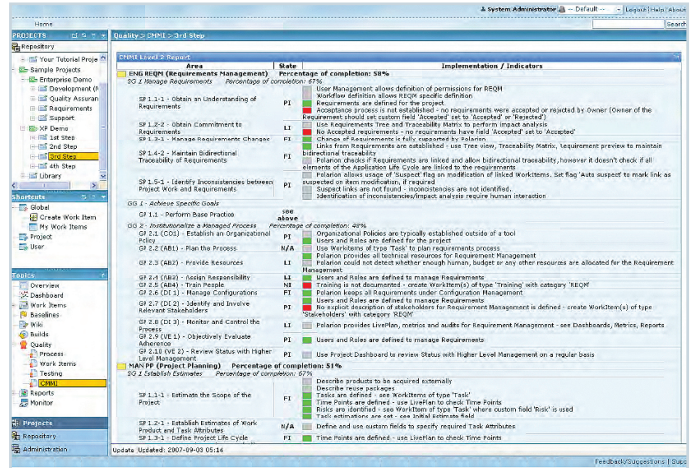 System Administrator -- Default -- Logout | Help | About
Home
Search
PROJECTS
Quality > CMMI > 3rd Step
Repository
Your Tutorial Proje
Sample Projects
Enterprise Demo
Development (M
Quality Assuran
Requirements
Support
XP Demo
1st Step
2nd Step
3rd Step
4th Step
Library
Shortcuts
Global
Create Work Item
My Work Items
Project
User
Topics
Overview
Dashboard
Work Items
Baselines
Wiki
Builds
Quality
Process
Work Items
Testing
CMMI
Reports
Monitor
Projects
Repository
Administration
CMMI Level 2 Report
Area State Implementation / Indicators
ENG REQM (Requirements Management) Percentage of completion: 58%
SG 1 Manage Requirements Percentage of completion: 67%
SP 1.1-1 - Obtain an Understanding of Requirements PI
User Management allows definition of permissions for REQM
Workflow definition allows REQM specific definition
Requirements are defined for the project
Acceptance process is not established - no requirements were accepted or rejected by Owner (Owner of the
Requirement should set custom field 'Accepted' set to 'Accepted' or 'Rejected')
SP 1.2-2 - Obtain Commitment to Requirements LI
Use Requirements Tree and Traceability Matrix to perform impact analysis
No Accepted requirements - no requirements have field 'Accepted' set to 'Accepted'
SP 1.3-1 - Manage Requirements Changes FI Change of Requirements is fully supported by Polarion
SP 1.4-2 - Maintain Bidirectional Traceability of Requirements FI
Links from Requirements are established - use Tree view, Traceability Matrix, Requirement preview to maintain
bidirectional traceability
Polarion checks if Requirements are linked and allow bidirectional traceability, however it doesn't check if all
elements of the Application Life Cycle are linked to the requirements
SP 1.5-1 - Identify Inconsistencies between Project Work and Requirements PI
Polarion allows usage of 'Suspect' flag on modification of linked WorkItems. Set flag 'Auto suspect' to mark link as
suspected on item modification, if required
Suspect links are not found - inconsistencies are not identified.
Identification of inconsistencies/impact analysis require human interaction
GG 1 - Achieve Specific Goals
GP 1.1 - Perform Base Practice see above
GG 2 - Institutionalize a Managed Process Percentage of completion: 48%
GP 2.1 (CO1) - Establish an Organizational Policy PI
Organizational Policies are typically established outside of a tool
Users and Roles are defined for the project
GP 2.2 (AB1) - Plan the Process N/A Use WorkItems of type 'Task' to plan requirements process
GP 2.3 (AB2) - Provide Resources LI
Polarion provides all technical resources for Requirement Management
Polarion could not detect whether enough human, budget or any other resources are allocated for the Requirement
Management
GP 2.4 (AB3) - Assign Responsibility LI Users and Roles are defined to manage Requirements
GP 2.5 (AB4) - Train People NI Training is not documented - create WorkItem(s) of type 'Training' with category 'REQM'
GP 2.6 (DI 1) - Manage Configurations FI Polarion keeps all Requirements under Configuration Management
GP 2.7 (DI 2) - Identify and Involve Relevant Stakeholders PI
Users and Roles are defined to manage Requirements
No explicit description of stakeholders for Requirement Management is defined - create WorkItem(s) of type
'Stakeholders' with category 'REQM'
GP 2.8 (DI 3) - Monitor and Control the Process LI Polarion provides LivePlan, metrics and audits for Requirement Management - see Dashboards, Metrics, Reports
GP 2.9 (VE 1) - Objectively Evaluate Adherence PI Users and Roles are defined to manage Requirements
GP 2.10 (VE 2) - Review Status with Higher Level Management PI Use Project Dashboard to review Status with Higher Level Management on a regular basis
MAN PP (Project Planning) Percentage of completion: 51%
SG 1 Establish Estimates Percentage of completion: 67%
SP 1.1-1 - Estimate the Scope of the Project PI
Describe products to be acquired externally
Describe reuse packages
Tasks are defined - see WorkItems of type 'Task'
Time Points are defined - use LivePlan to check Time Points
Risks are identified - see WorkItem of type 'Task' where custom field 'Risk' is used
Task estimations are set - see Initial Estimate field
SP 1.2-1 - Establish Estimates of Work Product and Task Attributes N/A Define and use custom fields to specify required Task Attributes
SP 1.3-1 - Define Project Life Cycle FI Time Points are defined - use LivePlan to check Time Points
Update Updated: 2007-09-03 05:14
Feedback/Suggestions | Bugs